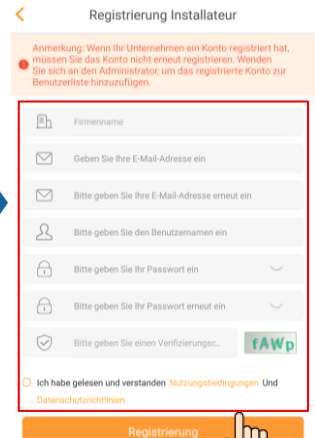 Registrierung Installateur
Anmerkung: Wenn Ihr Unternehmen ein Konto registriert hat,
müssen Sie das Konto nicht erneut registrieren. Wenden
Sie sich an den Administrator, um das registrierte Konto zur
Benutzerliste hinzuzufügen.
Firmenname
Geben Sie Ihre E-Mail-Adresse ein
Bitte geben Sie Ihre E-Mail-Adresse erneut ein
Bitte geben Sie den Benutzernamen ein
Bitte geben Sie Ihr Passwort ein
Bitte geben Sie Ihr Passwort erneut ein
Bitte geben Sie einen Verifizierungsc.. fAWp
Ich habe gelesen und verstanden Nutzungsbedingungen Und
Datenschutzrichtlinien
Registrierung